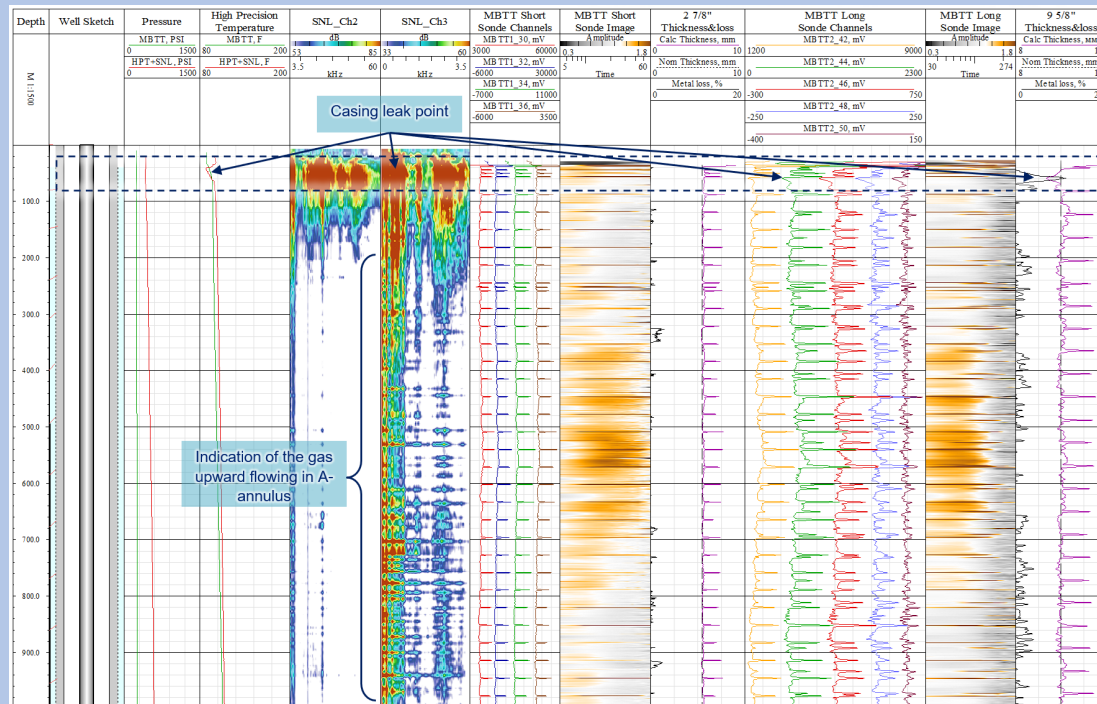 Depth
Well Sketch
Pressure
High Precision
Temperature
SNL_Ch2
SNL_Ch3
MBTT Short
Sonde Channels
MBTT Short
Sonde Image
2 7/8"
Thickness&loss
MBTT Long
Sonde Channels
MBTT Long
Sonde Image
9 5/8"
Thickness&loss
M 1:1500
MBTT, PSI
0 1500
HPT+SNL, PSI
0 1500
MBTT, F
80 200
HPT+SNL, F
80 200
dB
53 85
3.5 60
kHz
dB
33 60
0 3.5
kHz
MBTT1_30, mV
3000 60000
MBTT1_32, mV
-6000 30000
MBTT1_34, mV
-7000 11000
MBTT1_36, mV
-6000 3500
Amplitude
0.3 1.8
5 60
Time
Calc Thickness, mm
0 10
Nom Thickness, mm
0 10
Metal loss, %
0 20
MBTT2_42, mV
1200 9000
MBTT2_44, mV
0 2300
MBTT2_46, mV
-300 750
MBTT2_48, mV
-250 250
MBTT2_50, mV
-400 150
Amplitude
0.3 1.8
30 274
Time
Calc Thickness, мм
8
Nom Thickness, mm
8
Metal loss, %
0
Casing leak point
100.0
200.0
300.0
400.0
Indication of the gas
upward flowing in A-
annulus
500.0
600.0
700.0
800.0
900.0